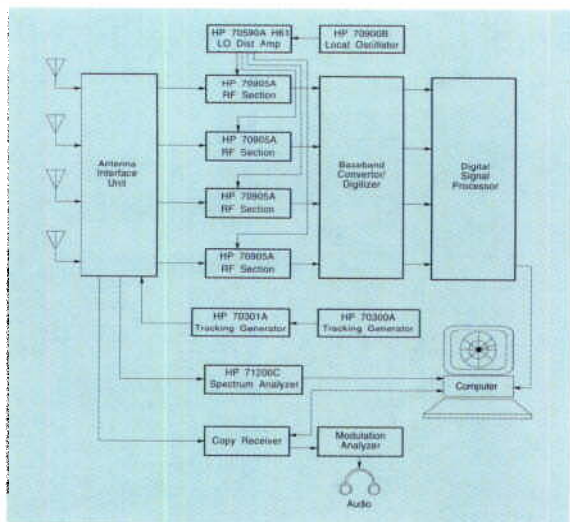 HP 70590A H61
LO Dist Amp
HP 70900B
Local Oscillator
HP 70905A
RF Section
HP 70905A
RF Section
HP 70905A
RF Section
HP 70905A
RF Section
Antenna
Interface
Unit
Baseband
Convertor/
Digitizer
Digital
Signal
Processor
HP 70301A
Tracking Generator
HP 70300A
Tracking Generator
HP 71200C
Spectrum Analyzer
Computer
Copy Receiver
Modulation
Analyzer
Audio